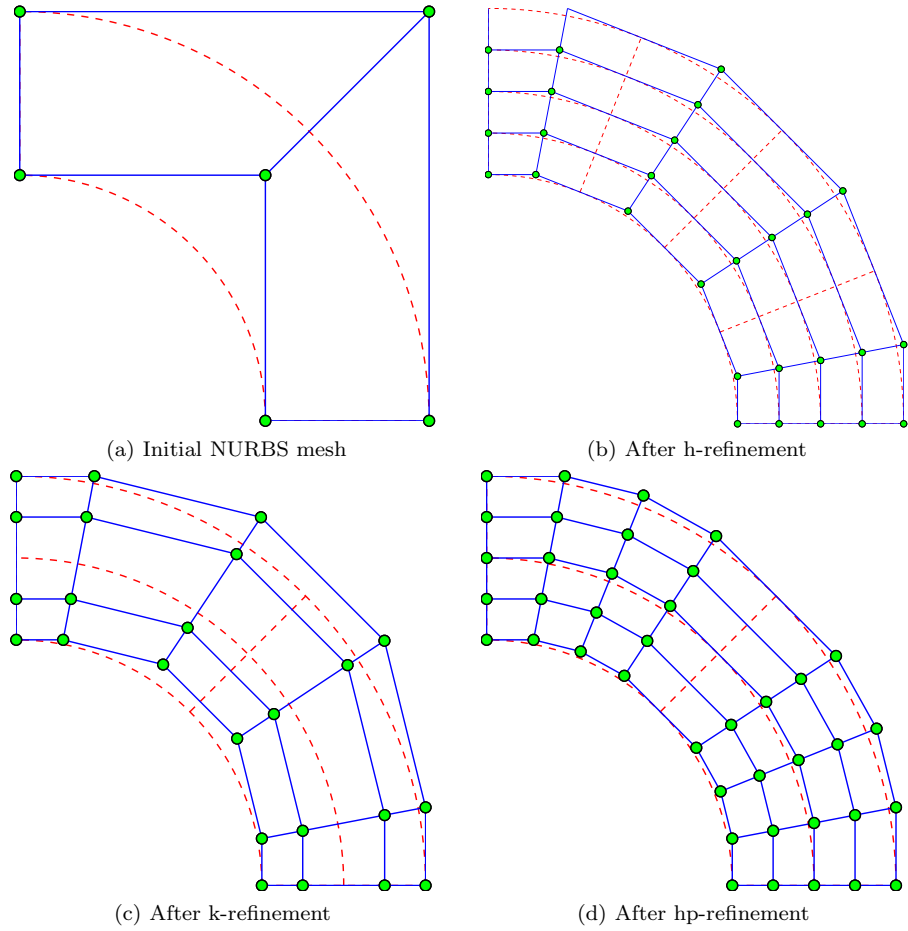 (a) Initial NURBS mesh
(b) After h-refinement
(c) After k-refinement
(d) After hp-refinement